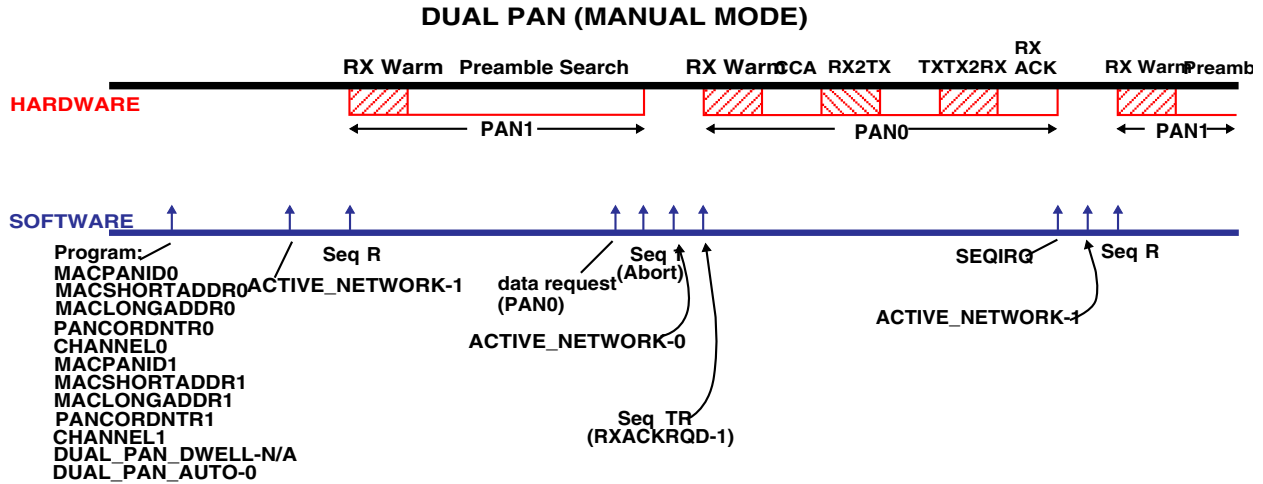 DUAL PAN (MANUAL MODE)
RX Warm Preamble Search RX Warm CCA RX2TX TXTX2RX RX ACK RX Warm Preamb
HARDWARE
PAN1 PAN0 PAN1
SOFTWARE
Program:
MACPANID0
MACSHORTADDR0
MACLONGADDR0
PANCORDNTR0
CHANNEL0
MACPANID1
MACSHORTADDR1
MACLONGADDR1
PANCORDNTR1
CHANNEL1
DUAL_PAN_DWELL-N/A
DUAL_PAN_AUTO-0
ACTIVE_NETWORK-1
Seq R
data request
(PAN0)
Seq I
(Abort)
ACTIVE_NETWORK-0
Seq TR
(RXACKRQD-1)
SEQIRQ
ACTIVE_NETWORK-1
Seq R